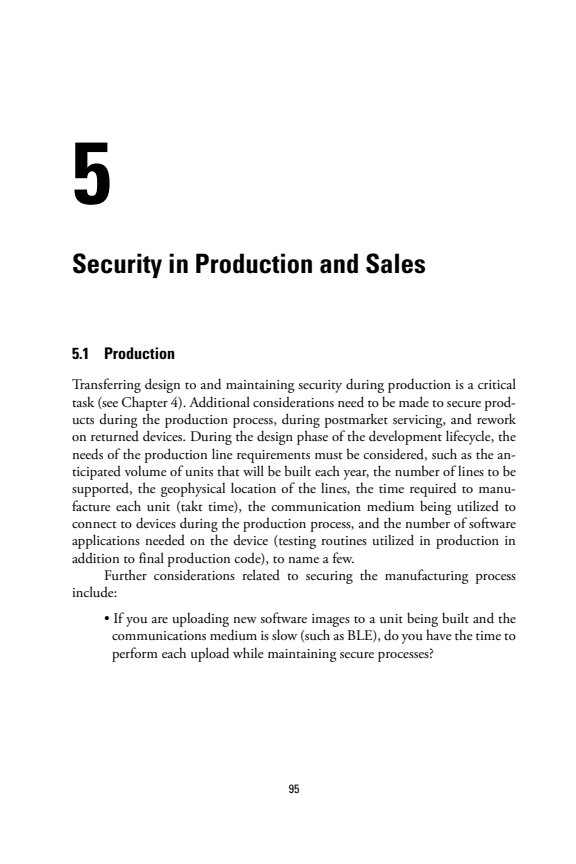 5
Security in Production and Sales
5.1 Production
Transferring design to and maintaining security during production is a critical
task (see Chapter 4). Additional considerations need to be made to secure prod-
ucts during the production process, during postmarket servicing, and rework
on returned devices. During the design phase of the development lifecycle, the
needs of the production line requirements must be considered, such as the an-
ticipated volume of units that will be built each year, the number of lines to be
supported, the geophysical location of the lines, the time required to manu-
facture each unit (takt time), the communication medium being utilized to
connect to devices during the production process, and the number of software
applications needed on the device (testing routines utilized in production in
addition to final production code), to name a few.
Further considerations related to securing the manufacturing process
include:
• If you are uploading new software images to a unit being built and the
communications medium is slow (such as BLE), do you have the time to
perform each upload while maintaining secure processes?
95